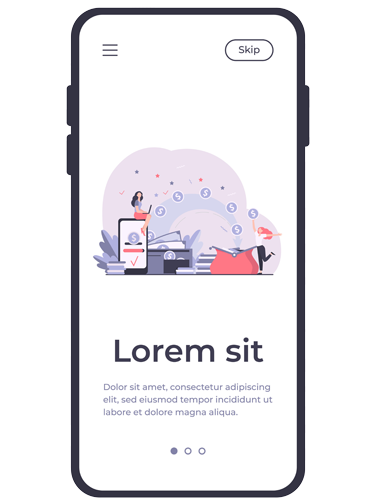 Skip
Lorem sit
Dolor sit amet, consectetur adipiscing
elit, sed eiusmod tempor incididunt ut
labore et dolore magna aliqua.